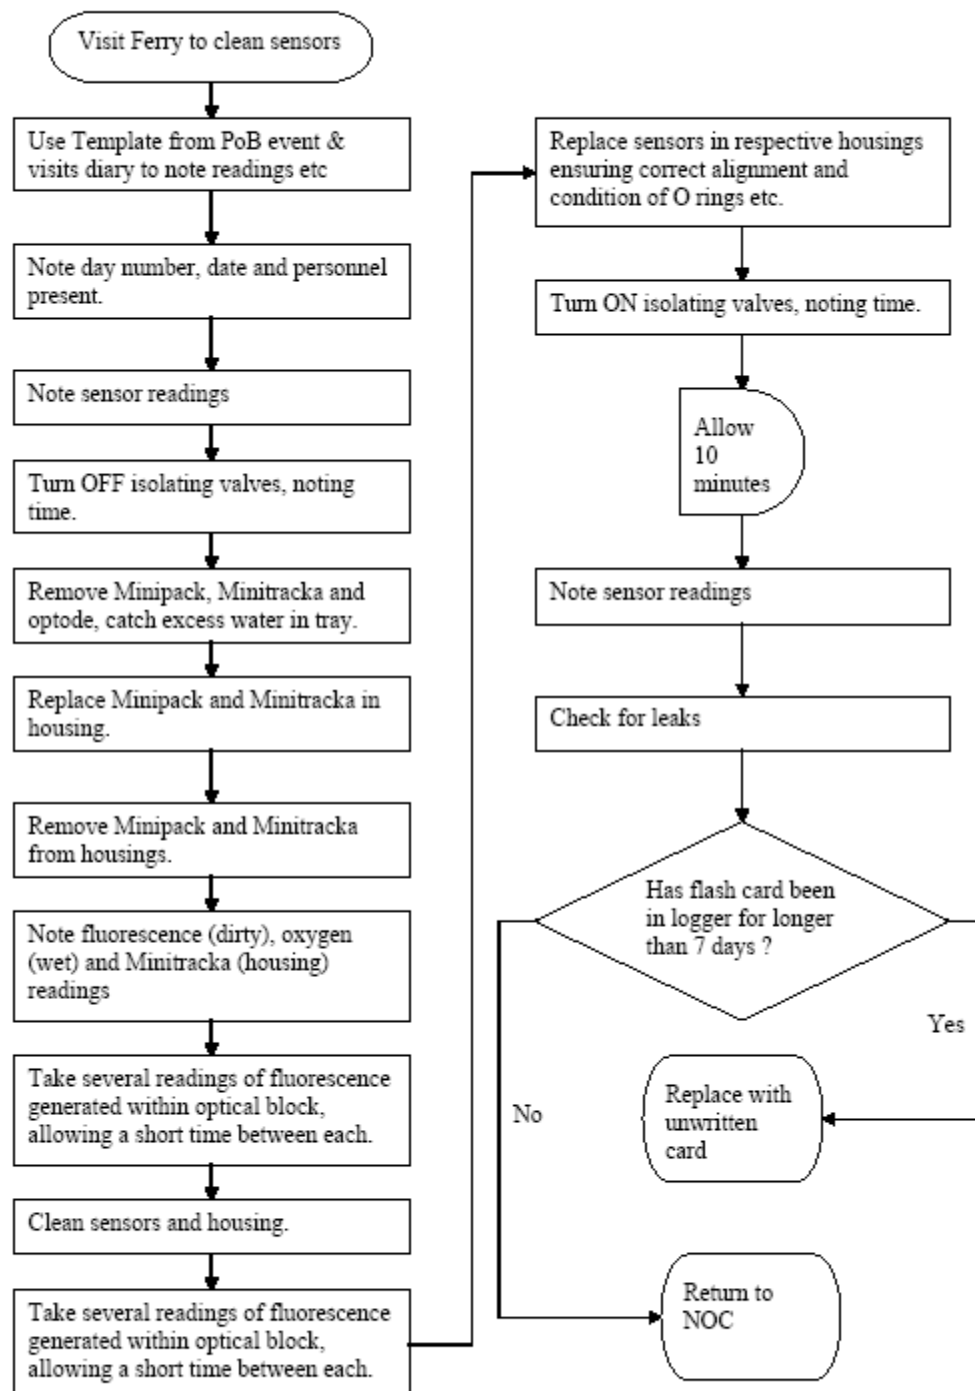 Visit Ferry to clean sensors
Use Template from PoB event &
visits diary to note readings etc
Note day number, date and personnel
present.
Note sensor readings
Turn OFF isolating valves, noting
time.
Remove Minipack, Minitracka and
optode, catch excess water in tray.
Replace Minipack and Minitracka in
housing.
Remove Minipack and Minitracka
from housings.
Note fluorescence (dirty), oxygen
(wet) and Minitracka (housing)
readings
Take several readings of fluorescence
generated within optical block,
allowing a short time between each.
Clean sensors and housing.
Take several readings of fluorescence
generated within optical block,
allowing a short time between each.
Replace sensors in respective housings
ensuring correct alignment and
condition of O rings etc.
Turn ON isolating valves, noting time.
Allow
10
minutes
Note sensor readings
Check for leaks
Has flash card been
in logger for longer
than 7 days ?
Yes
Replace with
unwritten
card
No
Return to
NOC